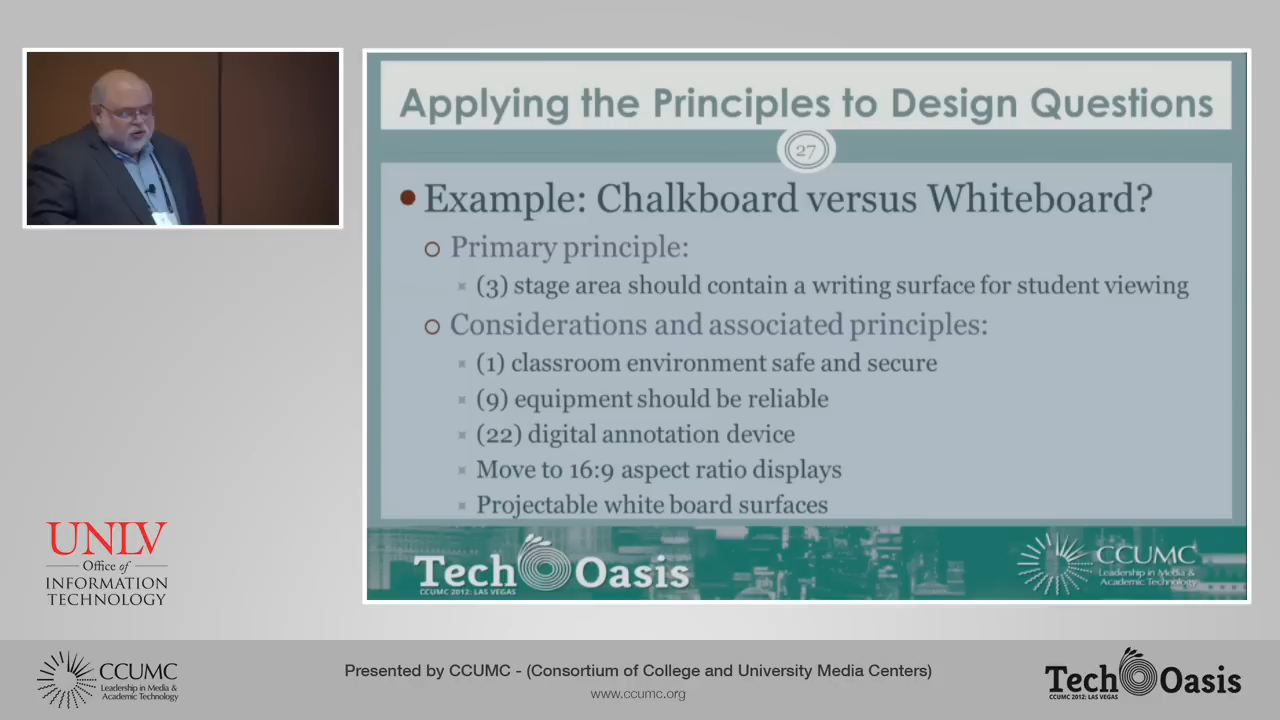 Applying the Principles to Design Questions
27
Example: Chalkboard versus Whiteboard?
Primary principle:
(3) stage area should contain a writing surface for student viewing
Considerations and associated principles:
(1) classroom environment safe and secure
(9) equipment should be reliable
(22) digital annotation device
Move to 16:9 aspect ratio displays
Projectable white board surfaces
Tech Oasis
CCUMC 2012: LAS VEGAS
CCUMC
Leadership in Media &
Academic Technology
UNLV
Office of
INFORMATION
TECHNOLOGY
CCUMC
Leadership in Media &
Academic Technology
Presented by CCUMC - (Consortium of College and University Media Centers)
www.ccumc.org
Tech Oasis
CCUMC 2012: LAS VEGAS